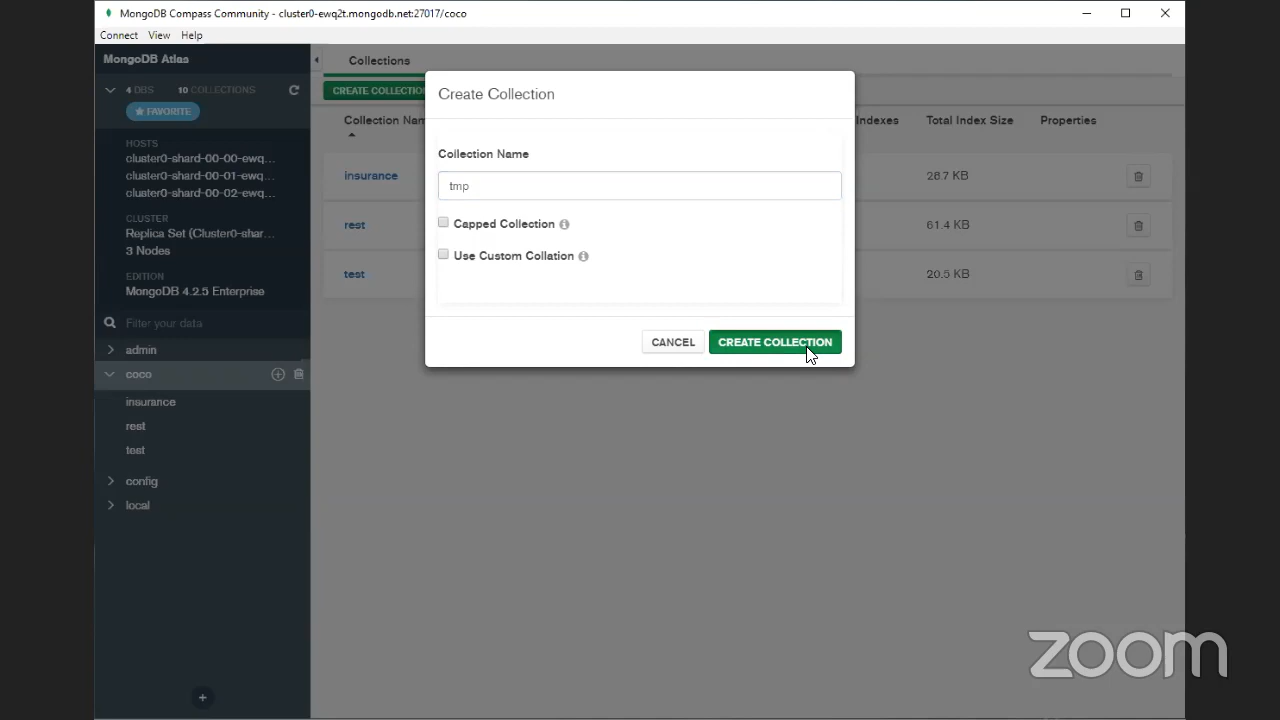 MongoDB Compass Community - cluster0-ewq2t.mongodb.net:27017/coco
Connect View Help
MongoDB Atlas
4 DBS 10 COLLECTIONS
FAVORITE
HOSTS
cluster0-shard-00-00-ewq...
cluster0-shard-00-01-ewq...
cluster0-shard-00-02-ewq...
CLUSTER
Replica Set (Cluster0-shar...
3 Nodes
EDITION
MongoDB 4.2.5 Enterprise
Filter your data
admin
coco
insurance
rest
test
config
local
Collections
CREATE COLLECTION
Collection Nam Indexes Total Index Size Properties
insurance 28.7 KB
rest 61.4 KB
test 20.5 KB
Create Collection
Collection Name
tmp
Capped Collection
Use Custom Collation
CANCEL CREATE COLLECTION
zoom